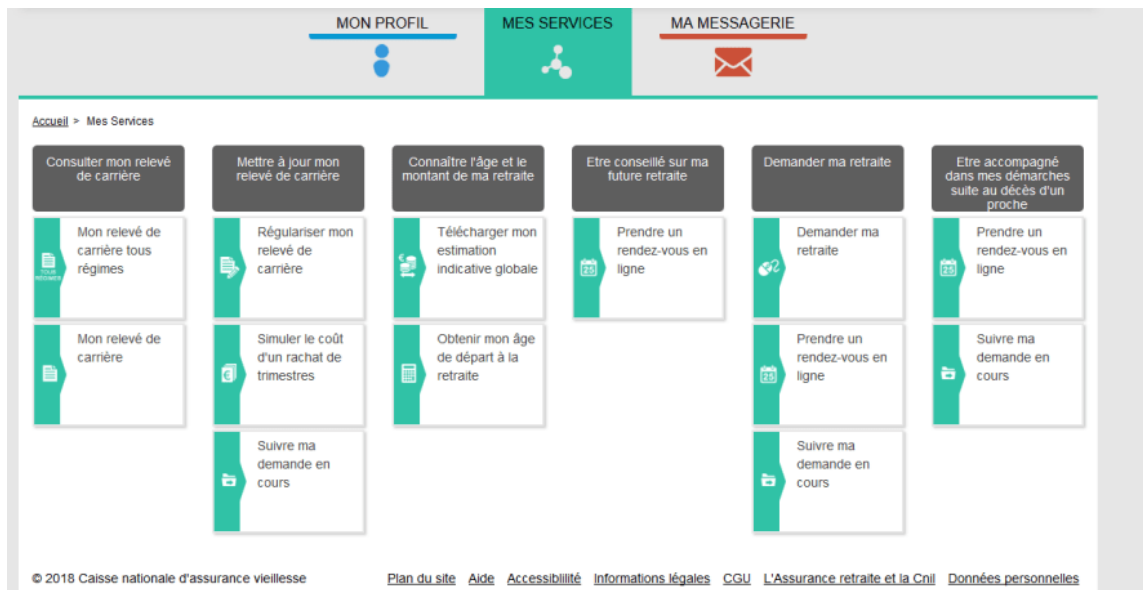 MON PROFIL
MES SERVICES
MA MESSAGERIE
Accueil > Mes Services
Consulter mon relevé
de carrière
Mettre à jour mon
relevé de carrière
Connaître l'âge et le
montant de ma retraite
Etre conseillé sur ma
future retraite
Demander ma retraite
Etre accompagné
dans mes démarches
suite au décès d'un
proche
TOUS
RÉGIMES
Mon relevé de
carrière tous
régimes
Régulariser mon
relevé de
carrière
Télécharger mon
estimation
indicative globale
25
Prendre un
rendez-vous en
ligne
Demander ma
retraite
25
Prendre un
rendez-vous en
ligne
Mon relevé de
carrière
Simuler le coût
d'un rachat de
trimestres
Obtenir mon âge
de départ à la
retraite
25
Prendre un
rendez-vous en
ligne
Suivre ma
demande en
cours
Suivre ma
demande en
cours
Suivre ma
demande en
cours
© 2018 Caisse nationale d'assurance vieillesse
Plan du site Aide Accessiblilité Informations légales CGU L'Assurance retraite et la Cnil Données personnelles